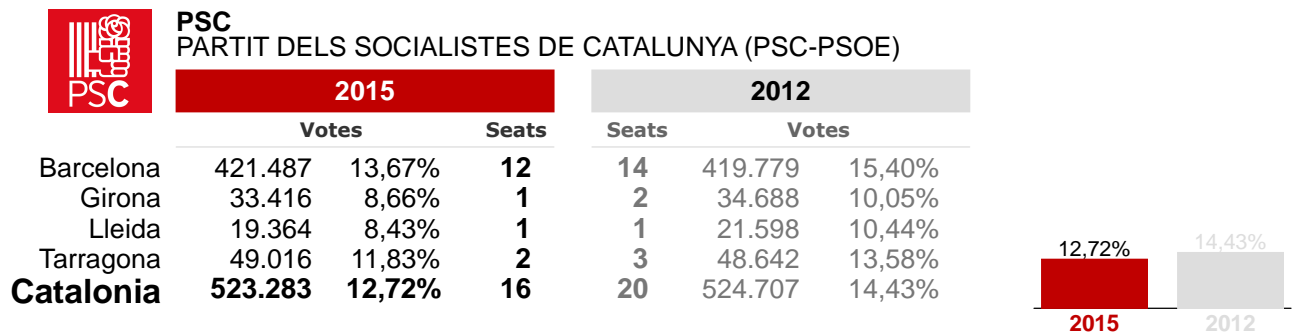 PSC
PSC
PARTIT DELS SOCIALISTES DE CATALUNYA (PSC-PSOE)
2015 2012
Votes Seats Seats Votes
Barcelona 421.487 13,67% 12 14 419.779 15,40%
Girona 33.416 8,66% 1 2 34.688 10,05%
Lleida 19.364 8,43% 1 1 21.598 10,44%
Tarragona 49.016 11,83% 2 3 48.642 13,58%
Catalonia 523.283 12,72% 16 20 524.707 14,43%
12,72% 14,43%
2015 2012